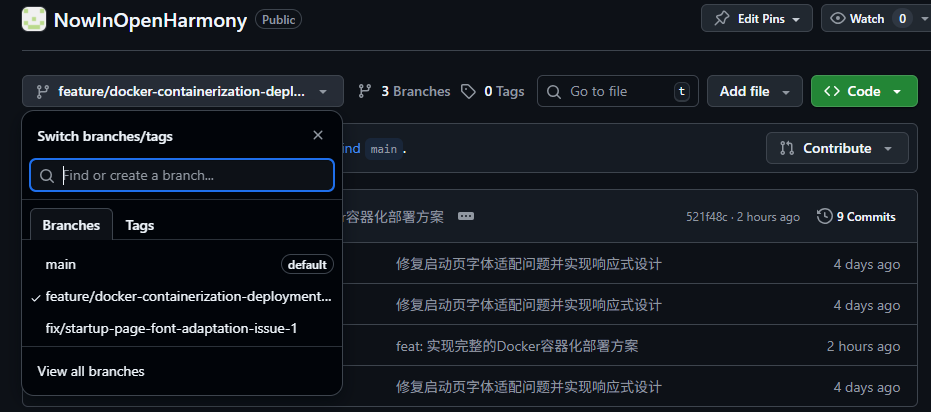 NowInOpenHarmony Public Edit Pins Watch 0
feature/docker-containerization-depl... 3 Branches 0 Tags Go to file t Add file Code
Switch branches/tags
ind main.
Contribute
Find or create a branch...
容器化部署方案 521f48c · 2 hours ago 9 Commits
Branches Tags
main default
修复启动页字体适配问题并实现响应式设计 4 days ago
feature/docker-containerization-deployment...
修复启动页字体适配问题并实现响应式设计 4 days ago
fix/startup-page-font-adaptation-issue-1
feat: 实现完整的Docker容器化部署方案 2 hours ago
View all branches
修复启动页字体适配问题并实现响应式设计 4 days ago